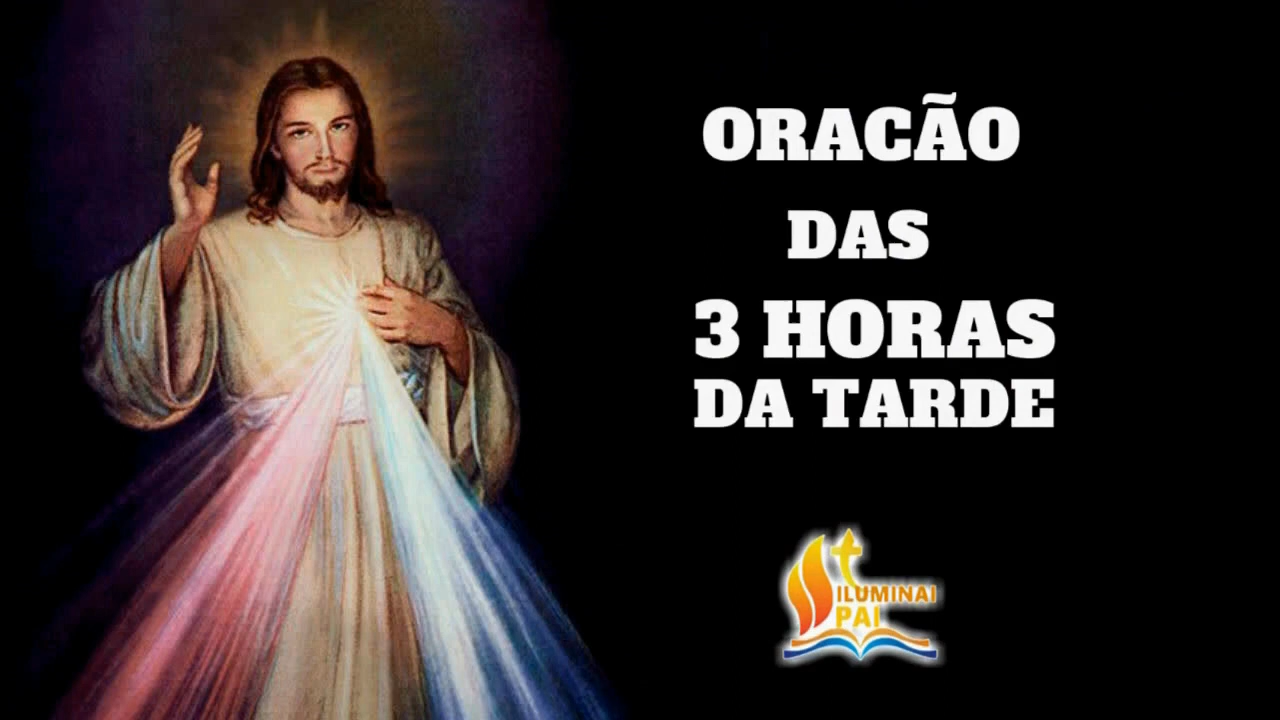 ORACÃO
DAS
3 HORAS
DA TARDE
ILUMINAI
PAI